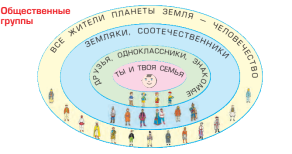 Общественные
группы
ВСЕ ЖИТЕЛИ ПЛАНЕТЫ ЗЕМЛЯ – ЧЕЛОВЕЧЕСТВО
ЗЕМЛЯКИ, СООТЕЧЕСТВЕННИКИ
ДРУЗЬЯ, ОДНОКЛАССНИКИ, ЗНАКОМЫЕ
ТЫ И ТВОЯ СЕМЬЯ